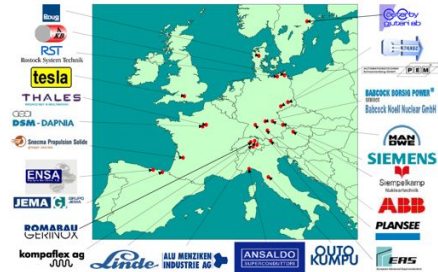 RST
Rostock System Technik
tesla
THALES
DSM-DAPNIA
Snecma Propulsion Solide
ENSA
JEMA
ROMABAU
GERINOX
kompaflex ag
Linde
ALU MENZIKEN
INDUSTRIE AG
ANSALDO
SUPERCONDUTTORI
OUTO
KUMPU
PEM
BABCOCK BORSIG POWER
Babcock Noell Nuclear GmbH
MAN
DWE
SIEMENS
Siempelkamp
Nukleartechnik
ABB
PLANSEE